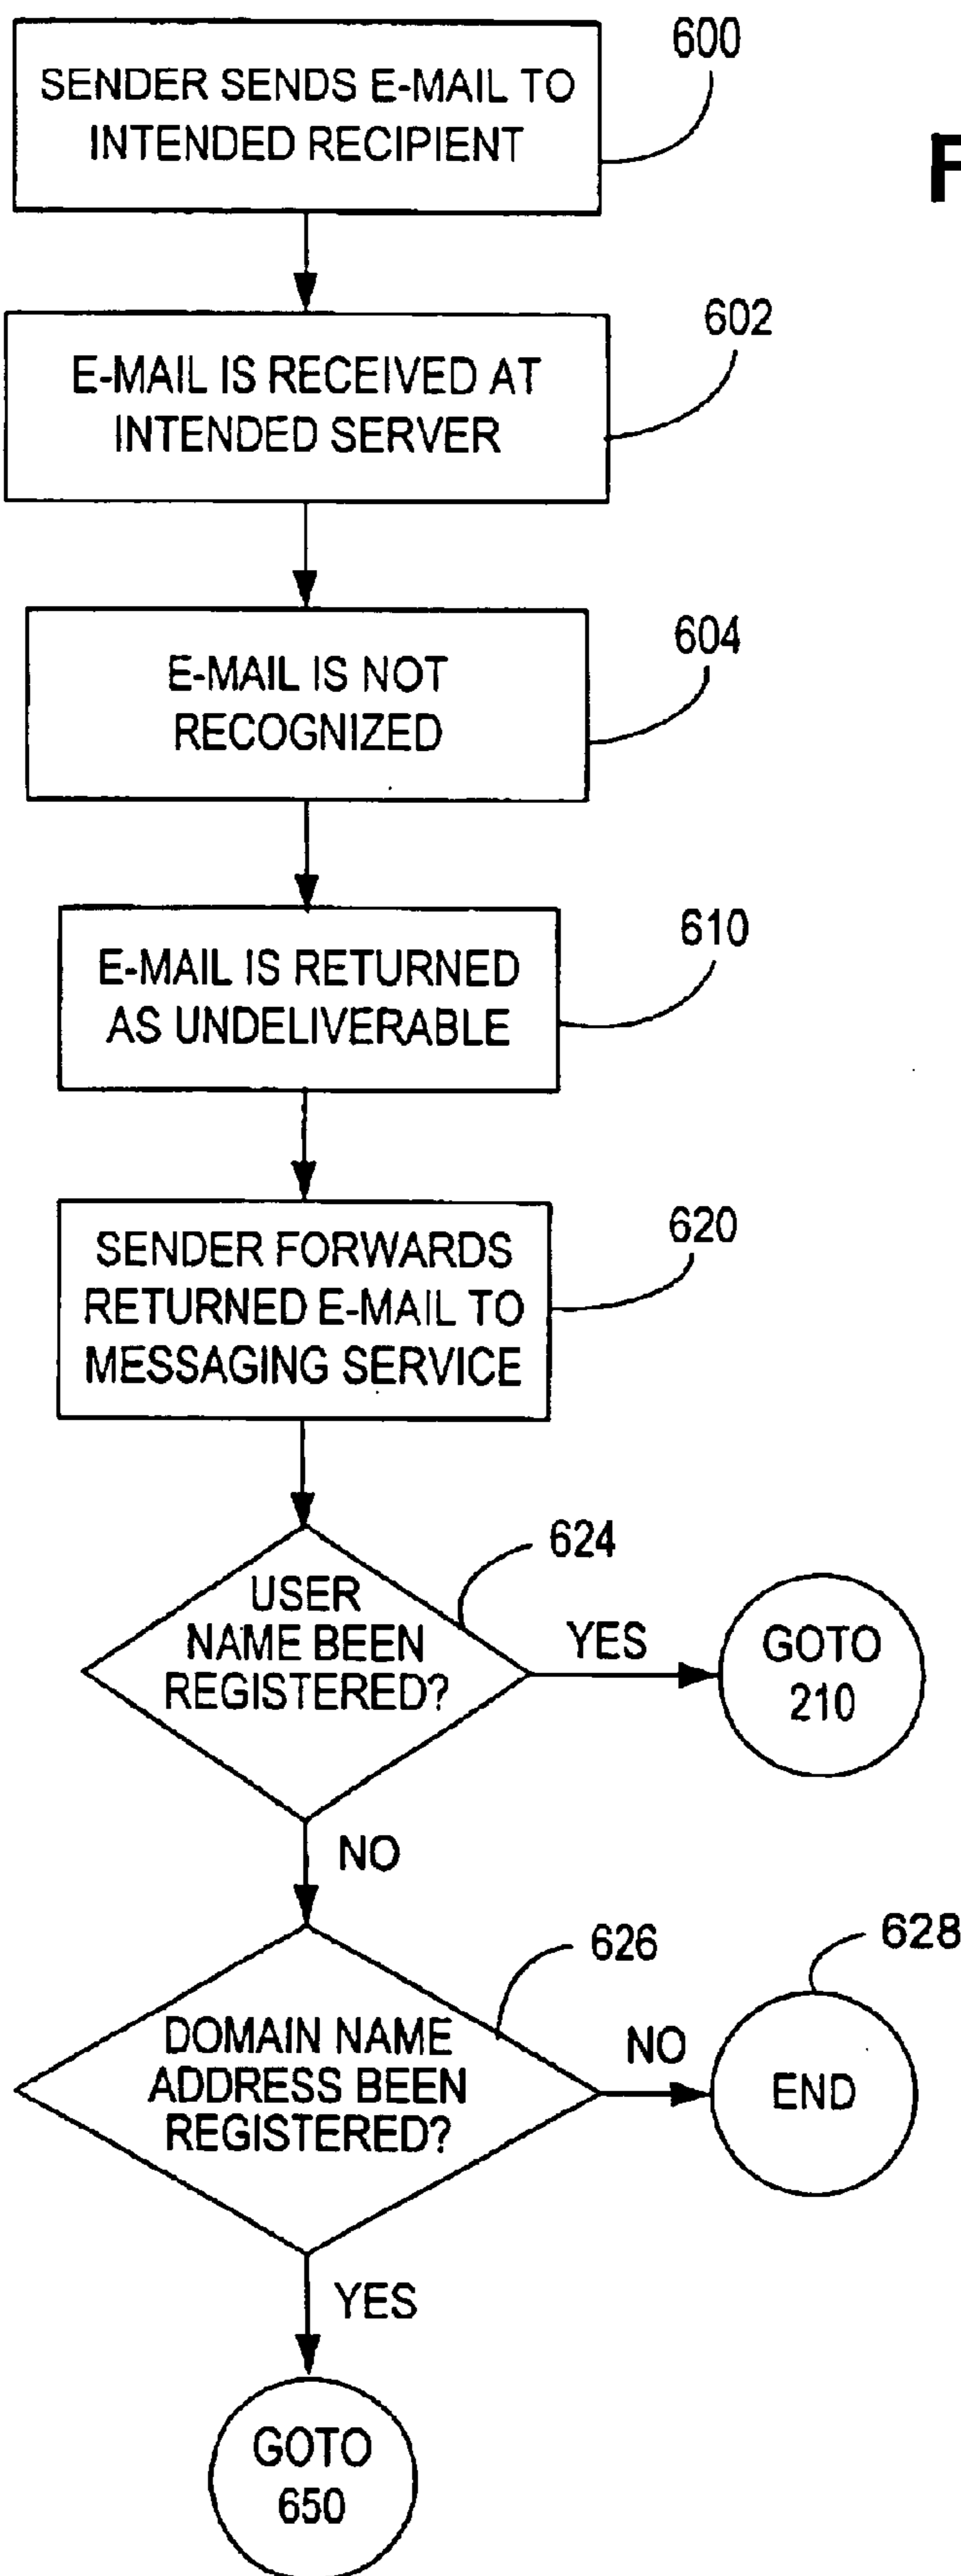 600
SENDER SENDS E-MAIL TO
INTENDED RECIPIENT
F
602
E-MAIL IS RECEIVED AT
INTENDED SERVER
604
E-MAIL IS NOT
RECOGNIZED
610
E-MAIL IS RETURNED
AS UNDELIVERABLE
620
SENDER FORWARDS
RETURNED E-MAIL TO
MESSAGING SERVICE
624
USER
NAME BEEN
REGISTERED?
YES
GOTO
210
NO
626
628
DOMAIN NAME
ADDRESS BEEN
REGISTERED?
NO
END
YES
GOTO
650